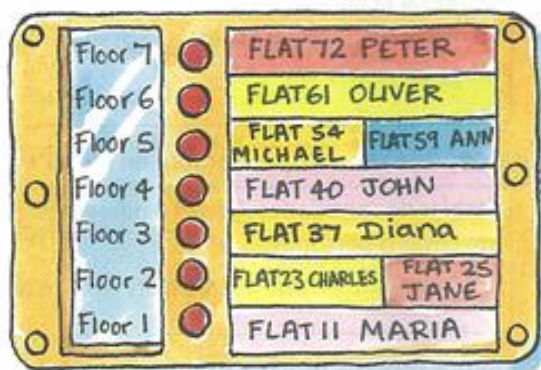 Floor 7 FLAT 72 PETER
Floor 6 FLAT 61 OLIVER
Floor 5 FLAT 54 MICHAEL FLAT 59 ANN
Floor 4 FLAT 40 JOHN
Floor 3 FLAT 37 Diana
Floor 2 FLAT 23 CHARLES FLAT 25 JANE
Floor 1 FLAT 11 MARIA